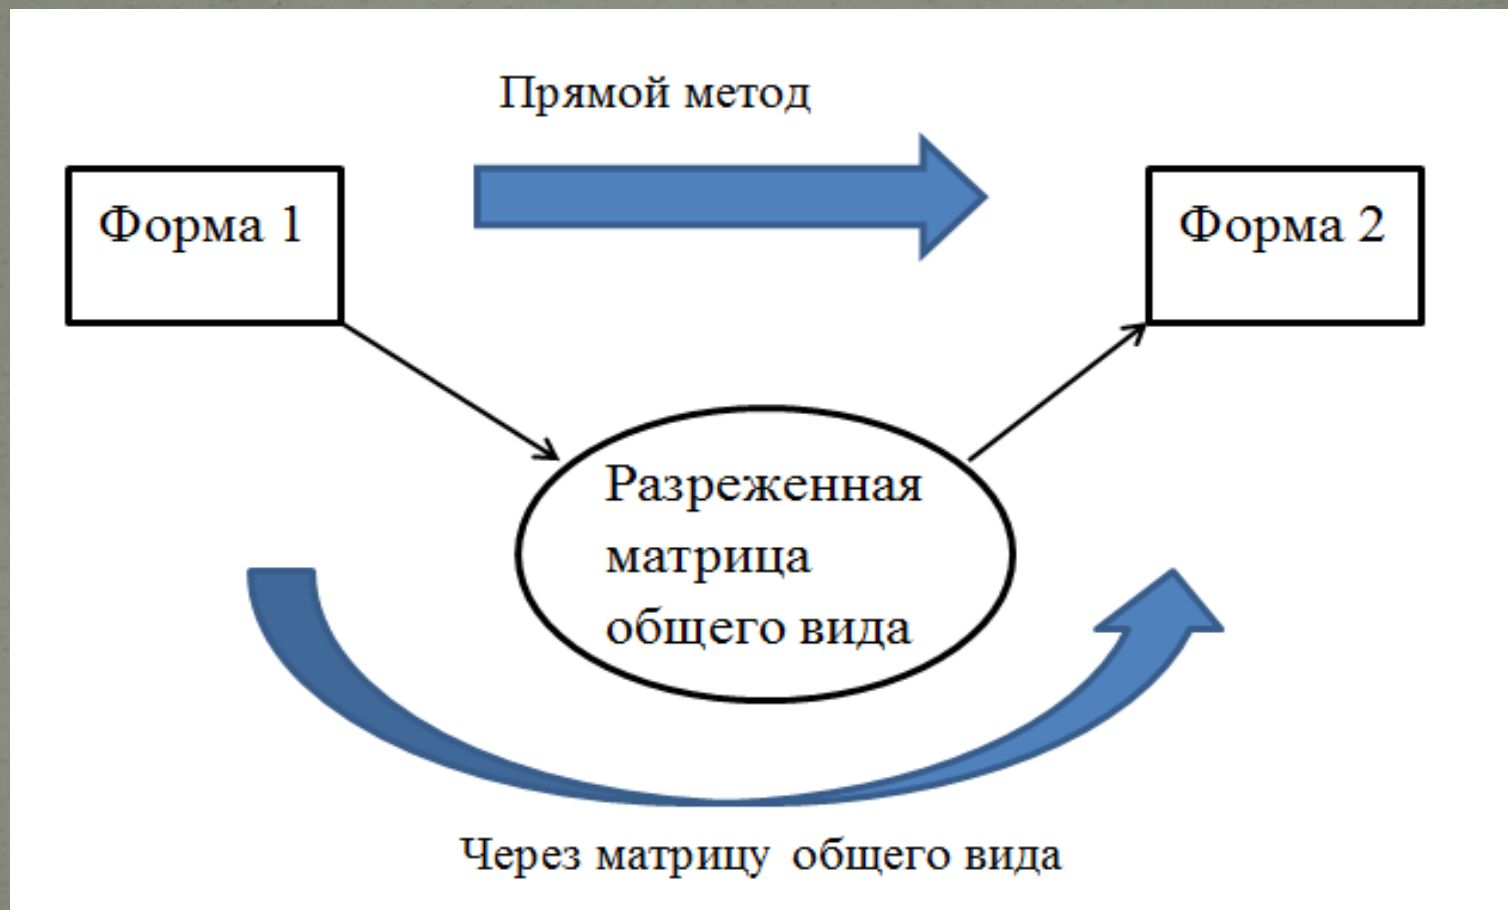 Прямой метод
Форма 1
Форма 2
Разреженная
матрица
общего вида
Через матрицу общего вида